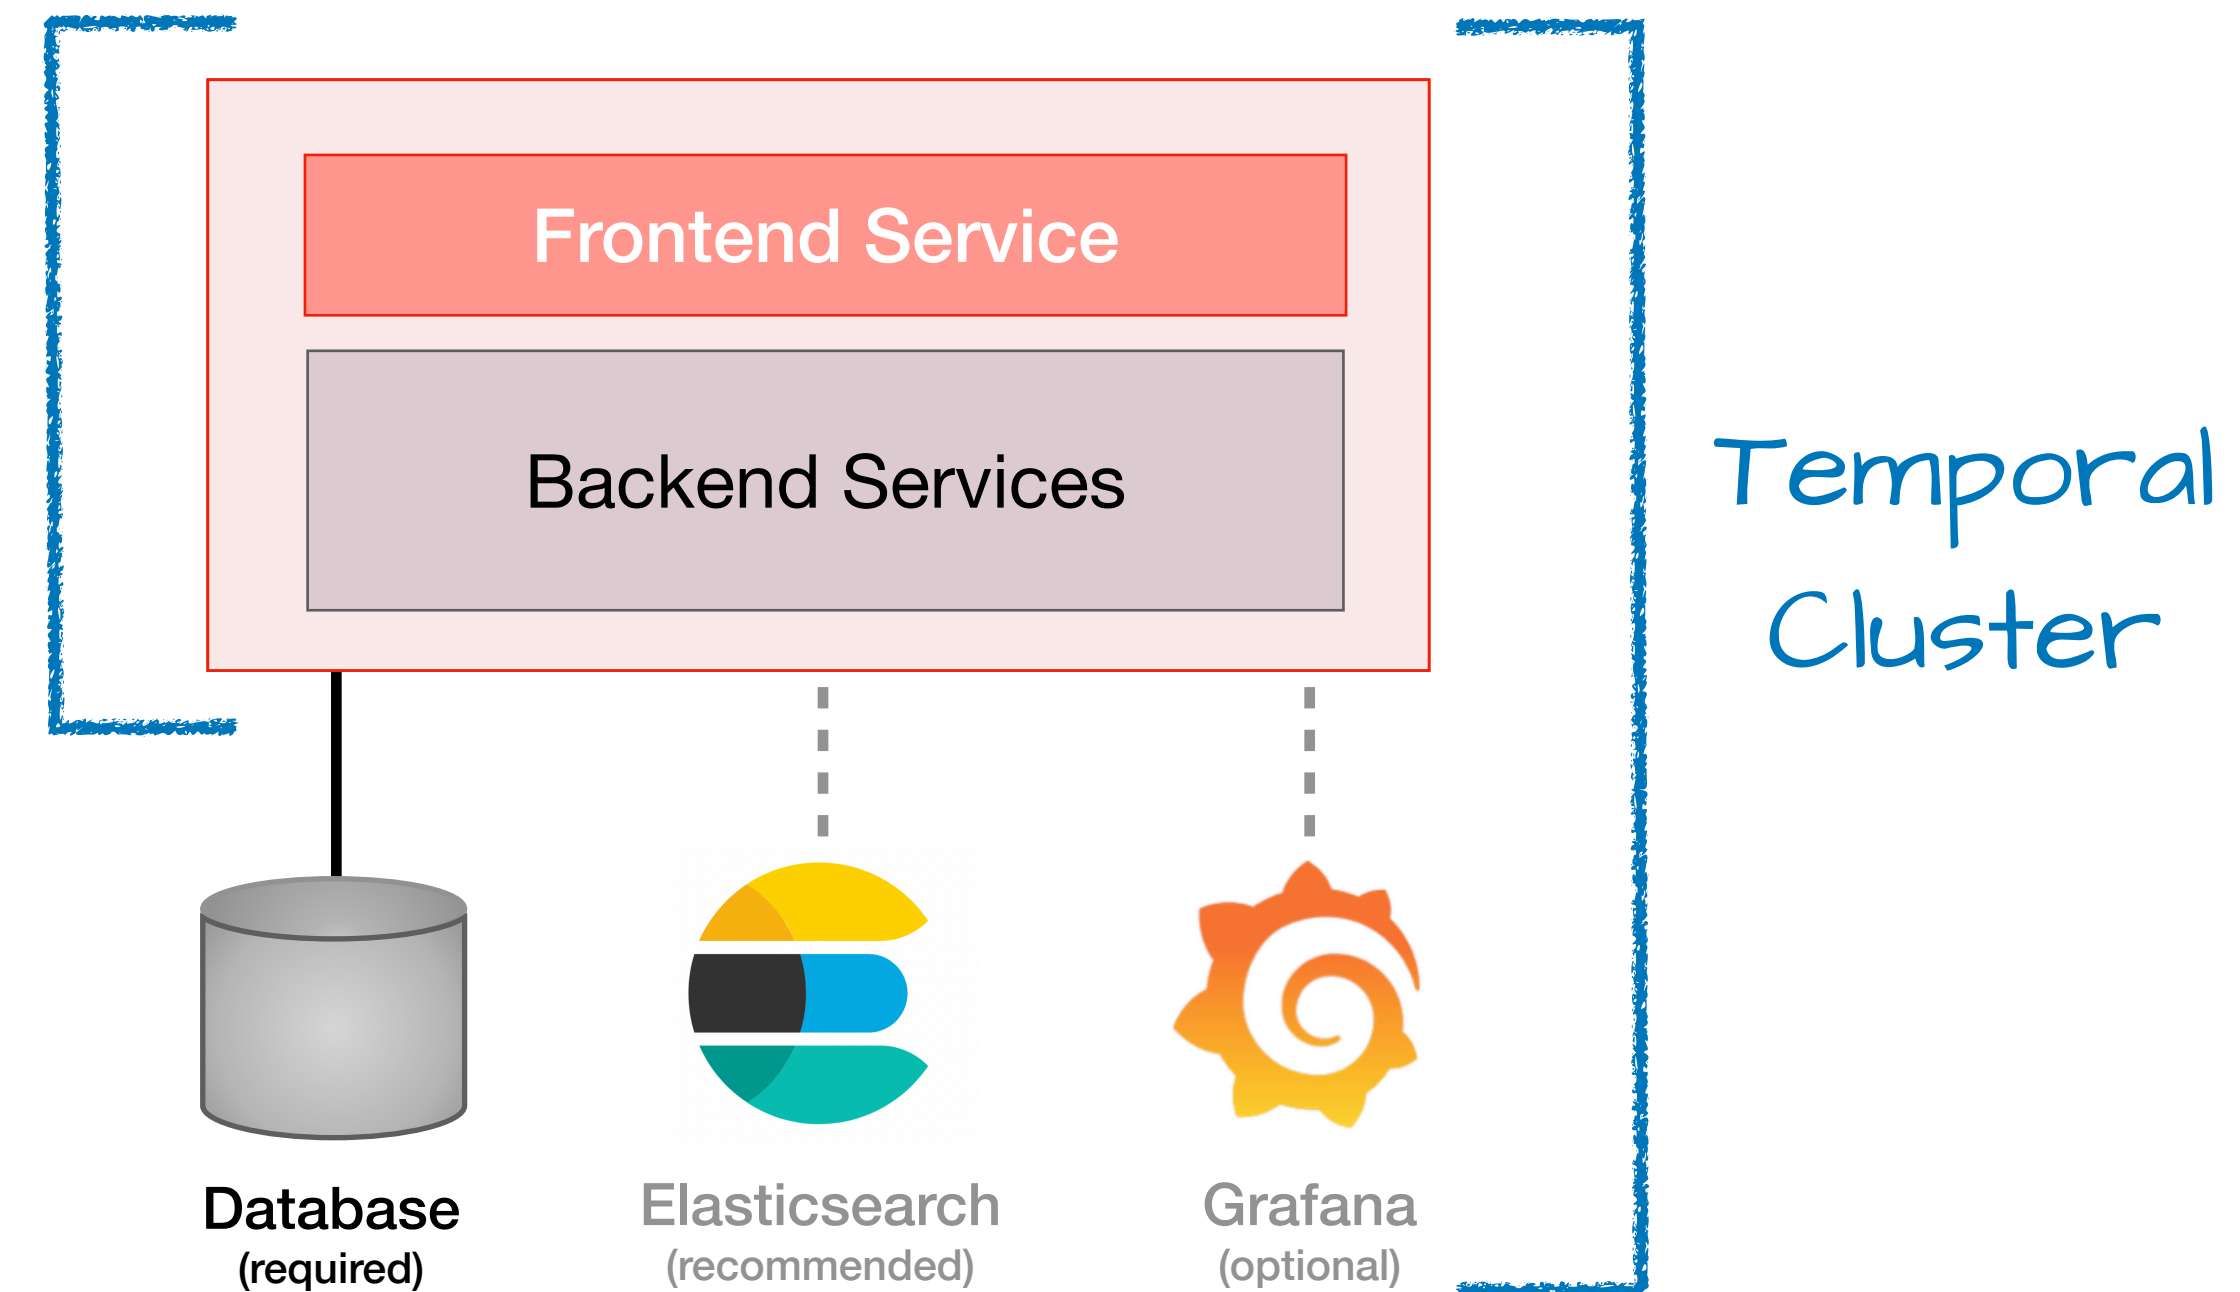 Frontend Service
Backend Services
Temporal
Cluster
Database
(required)
Elasticsearch
(recommended)
Grafana
(optional)